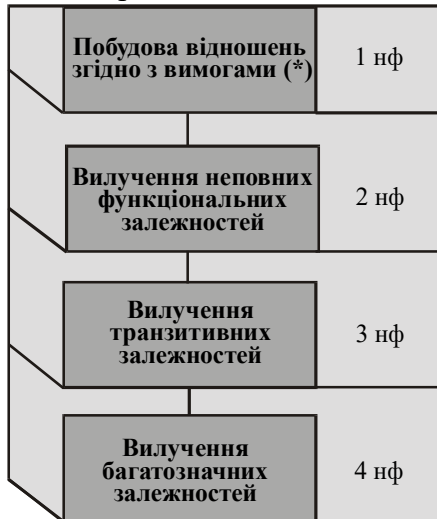 Побудова відношень
згідно з вимогами (*)
1 нф
Вилучення неповних
функціональних
залежностей
2 нф
Вилучення
транзитивних
залежностей
3 нф
Вилучення
багатозначних
залежностей
4 нф